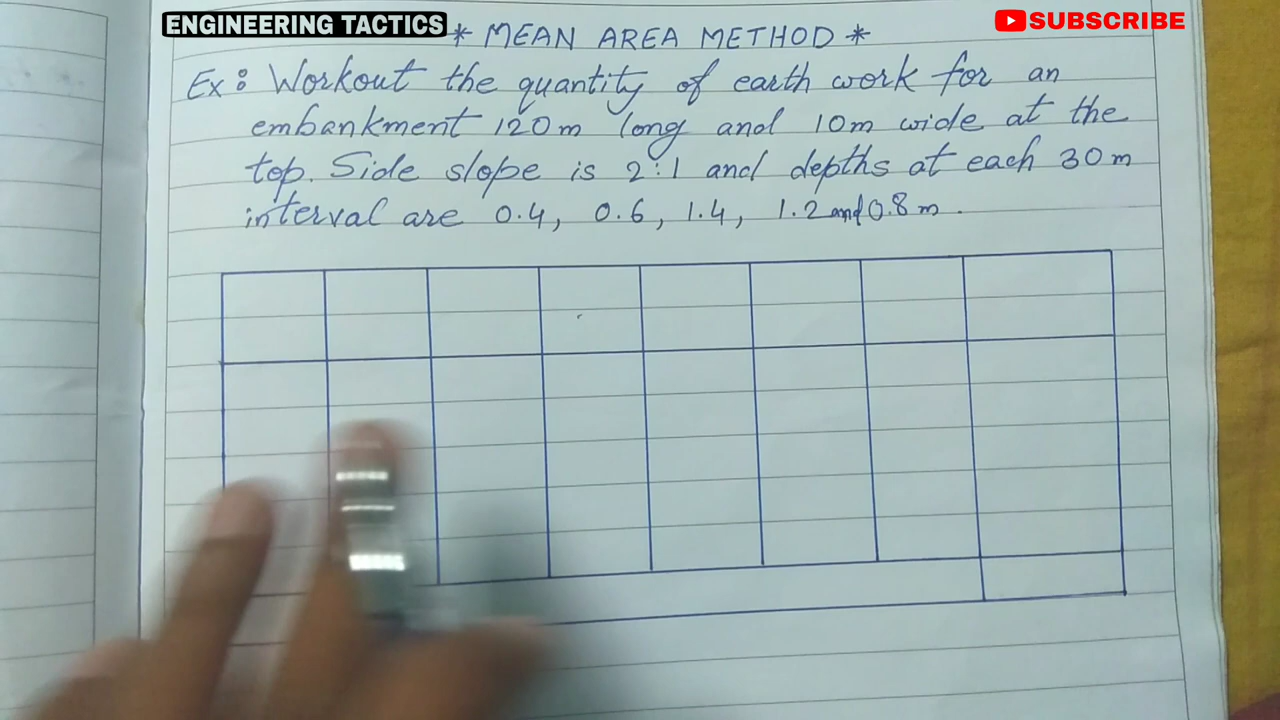 ENGINEERING TACTICS
SUBSCRIBE
* MEAN AREA METHOD *
Ex: Workout the quantity of earth work for an
embankment 120m long and 10m wide at the
top. Side slope is 2:1 and depths at each 30m
interval are 0.4, 0.6, 1.4, 1.2 and 0.8m.